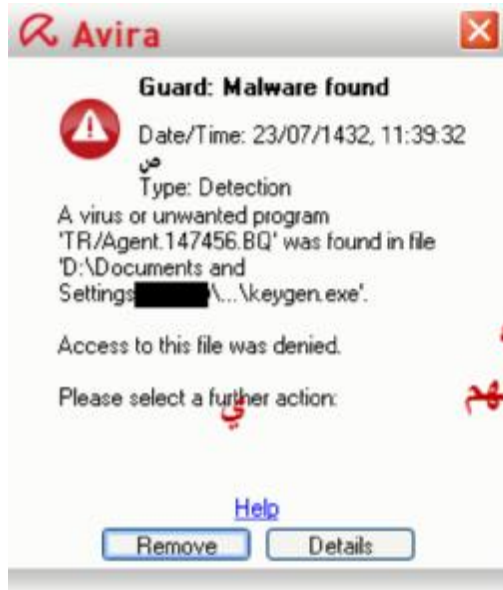 Avira
Guard: Malware found
Date/Time: 23/07/1432, 11:39:32
ص
Type: Detection
A virus or unwanted program
'TR/Agent.147456.BQ' was found in file
'D:\Documents and
Settings \...\keygen.exe'.
Access to this file was denied.
Please select a further action:
ي
هم
Help
Remove
Details